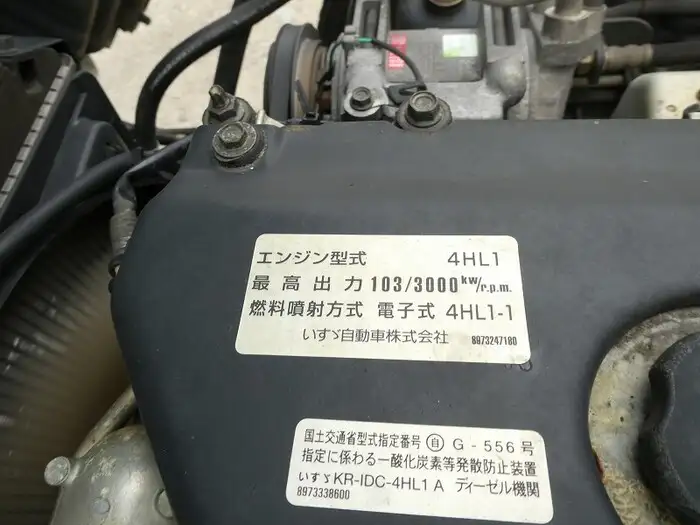 エンジン型式 4HL1
最高出力 103/3000 kW/r.p.m.
燃料噴射方式 電子式 4HL1-1
いすゞ自動車株式会社 8973247180
国土交通省型式指定番号 ㊂ G-556号
指定に係わる一酸化炭素等発散防止装置
いすゞ KR-IDC-4HL1 A ディーゼル機関
8973338600